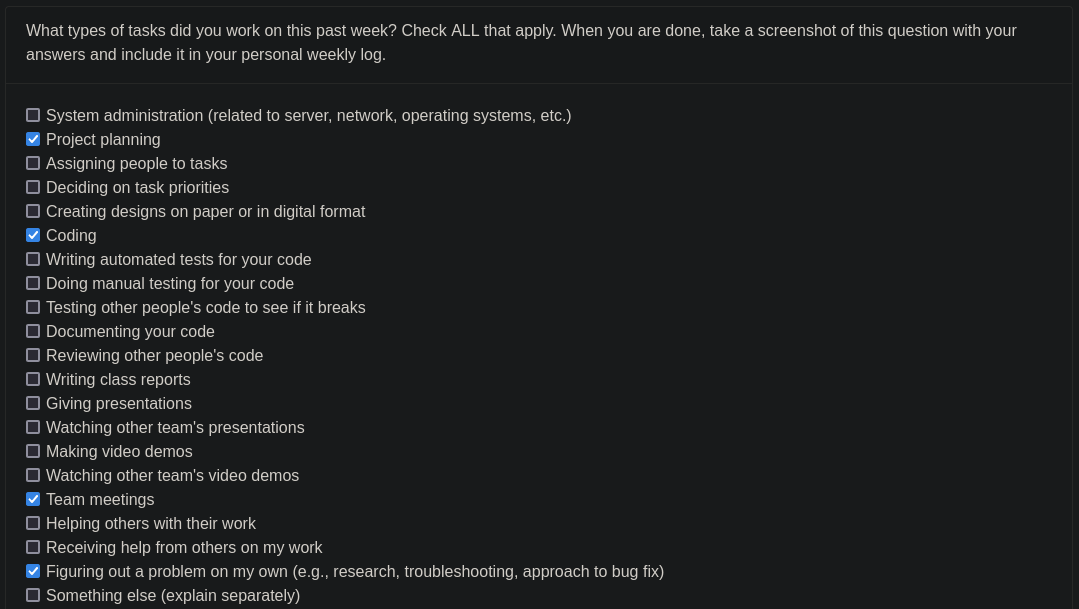 What types of tasks did you work on this past week? Check ALL that apply. When you are done, take a screenshot of this question with your
answers and include it in your personal weekly log.
System administration (related to server, network, operating systems, etc.)
Project planning
Assigning people to tasks
Deciding on task priorities
Creating designs on paper or in digital format
Coding
Writing automated tests for your code
Doing manual testing for your code
Testing other people's code to see if it breaks
Documenting your code
Reviewing other people's code
Writing class reports
Giving presentations
Watching other team's presentations
Making video demos
Watching other team's video demos
Team meetings
Helping others with their work
Receiving help from others on my work
Figuring out a problem on my own (e.g., research, troubleshooting, approach to bug fix)
Something else (explain separately)